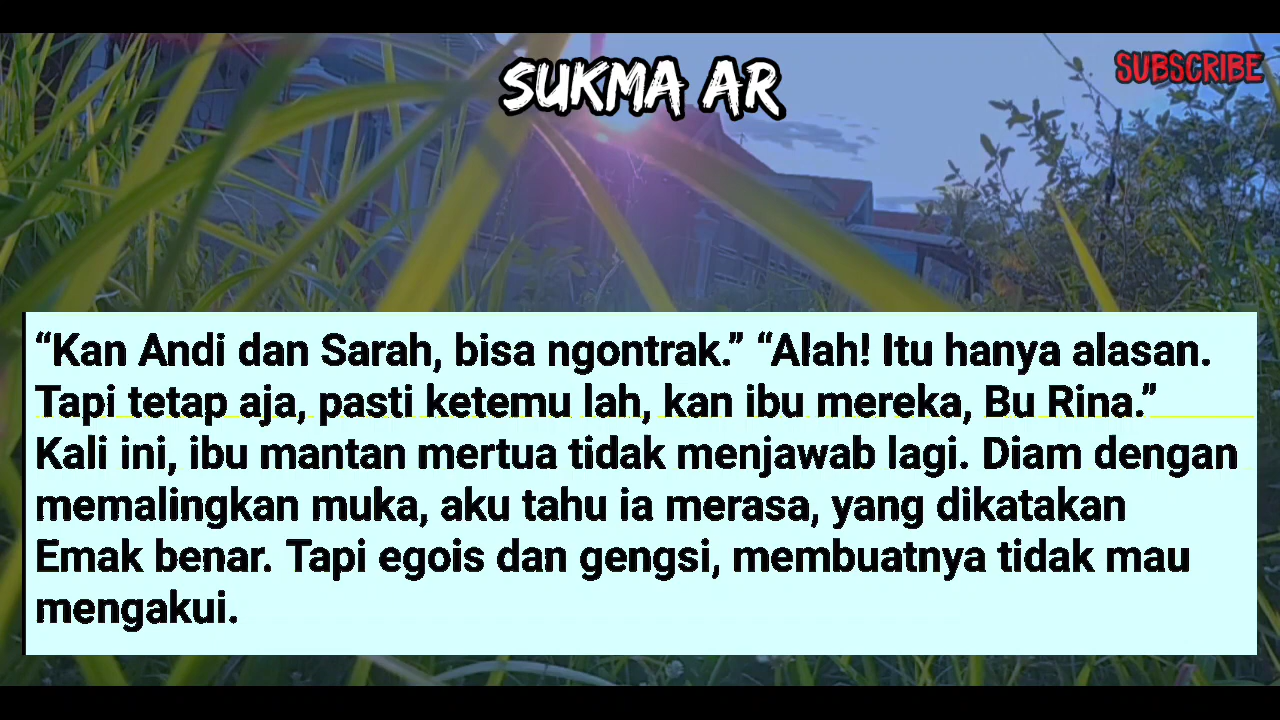 SUKMA AR
SUBSCRIBE
“Kan Andi dan Sarah, bisa ngontrak.” “Alah! Itu hanya alasan.
Tapi tetap aja, pasti ketemu lah, kan ibu mereka, Bu Rina.”
Kali ini, ibu mantan mertua tidak menjawab lagi. Diam dengan
memalingkan muka, aku tahu ia merasa, yang dikatakan
Emak benar. Tapi egois dan gengsi, membuatnya tidak mau
mengakui.